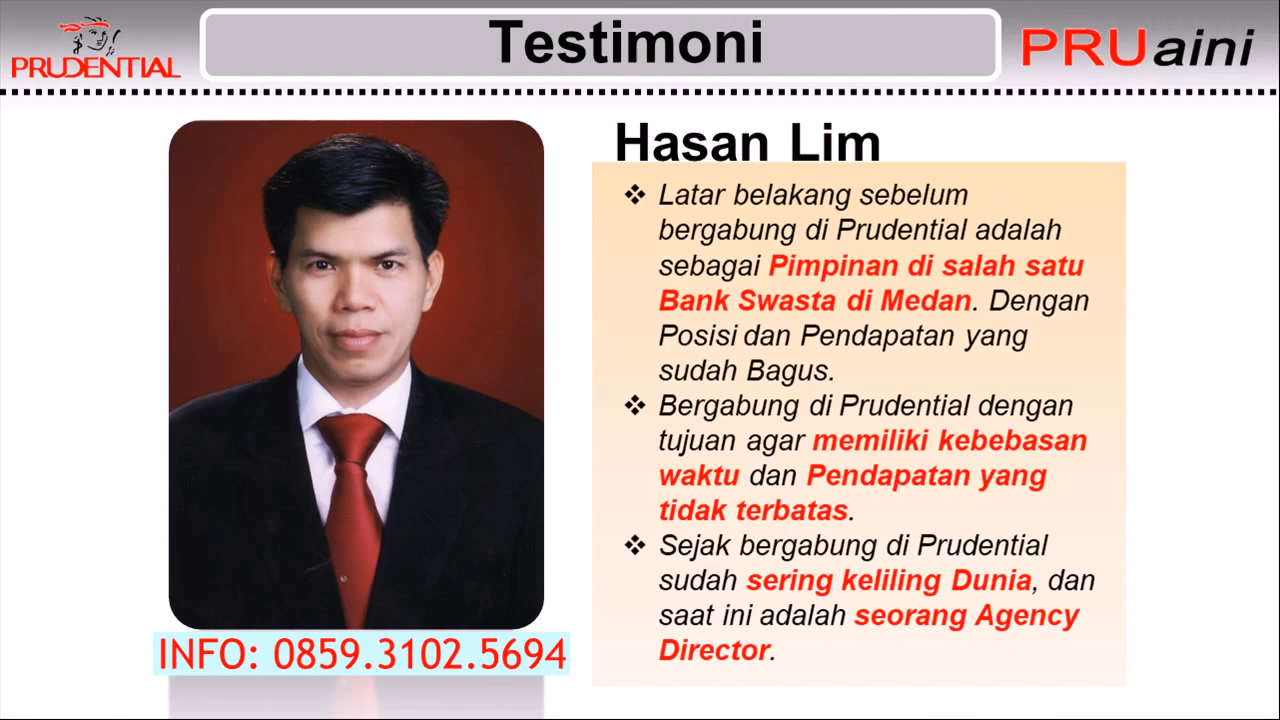 PRUDENTIAL
Testimoni
PRUaini
Hasan Lim
❖ Latar belakang sebelum
bergabung di Prudential adalah
sebagai Pimpinan di salah satu
Bank Swasta di Medan. Dengan
Posisi dan Pendapatan yang
sudah Bagus.
❖ Bergabung di Prudential dengan
tujuan agar memiliki kebebasan
waktu dan Pendapatan yang
tidak terbatas.
❖ Sejak bergabung di Prudential
sudah sering keliling Dunia, dan
saat ini adalah seorang Agency
Director.
INFO: 0859.3102.5694